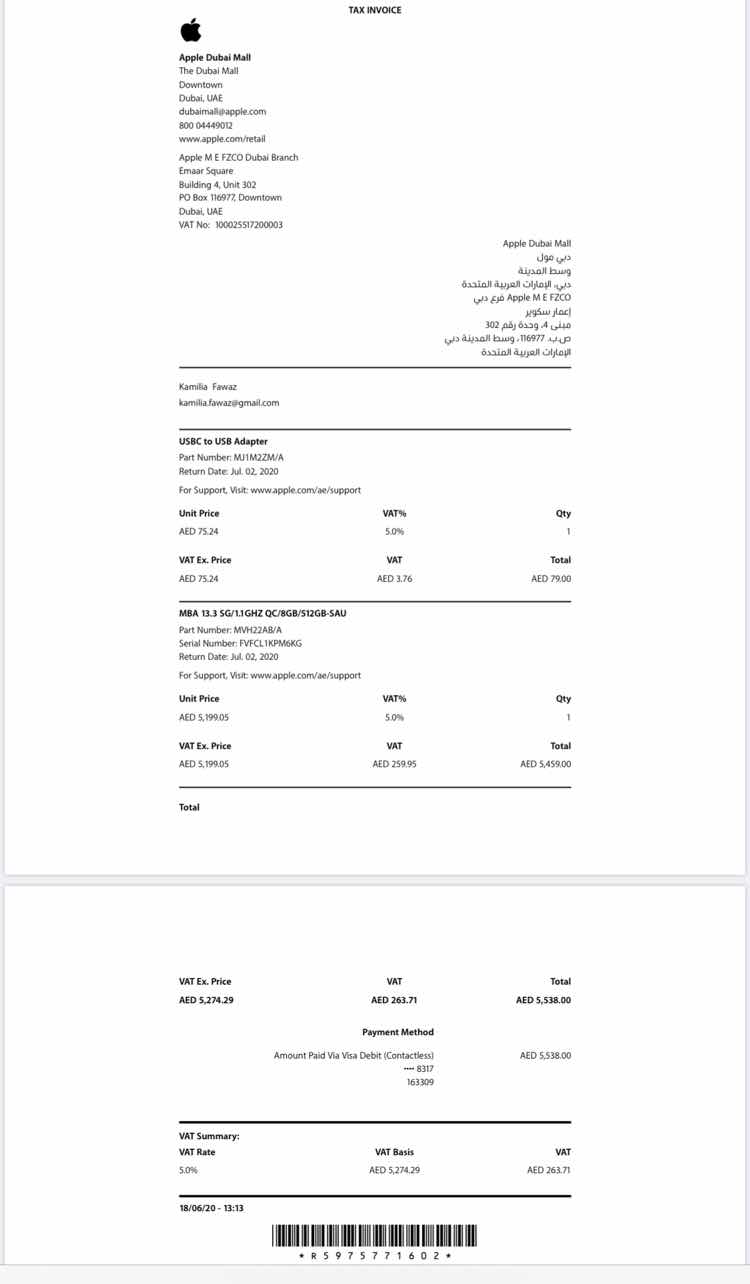 TAX INVOICE
Apple Dubai Mall
The Dubai Mall
Downtown
Dubai, UAE
dubaimall@apple.com
800 04449012
www.apple.com/retail
Apple M E FZCO Dubai Branch
Emaar Square
Building 4, Unit 302
PO Box 116977, Downtown
Dubai, UAE
VAT No: 100025517200003
Apple Dubai Mall
دبي مول
وسط المدينة
دبي، الإمارات العربية المتحدة
Apple M E FZCO فرع دبي
إعمار سكوير
مبنى 4، وحدة رقم 302
ص.ب. 116977، وسط المدينة دبي
الإمارات العربية المتحدة
Kamilia Fawaz
kamilia.fawaz@gmail.com
USBC to USB Adapter
Part Number: MJ1M2ZM/A
Return Date: Jul. 02, 2020
For Support, Visit: www.apple.com/ae/support
Unit Price VAT% Qty
AED 75.24 5.0% 1
VAT Ex. Price VAT Total
AED 75.24 AED 3.76 AED 79.00
MBA 13.3 SG/1.1GHZ QC/8GB/512GB-SAU
Part Number: MVH22AB/A
Serial Number: FVFCL1KPM6KG
Return Date: Jul. 02, 2020
For Support, Visit: www.apple.com/ae/support
Unit Price VAT% Qty
AED 5,199.05 5.0% 1
VAT Ex. Price VAT Total
AED 5,199.05 AED 259.95 AED 5,459.00
Total
VAT Ex. Price VAT Total
AED 5,274.29 AED 263.71 AED 5,538.00
Payment Method
Amount Paid Via Visa Debit (Contactless) AED 5,538.00
•••• 8317
163309
VAT Summary:
VAT Rate VAT Basis VAT
5.0% AED 5,274.29 AED 263.71
18/06/20 - 13:13
*R5975771602*